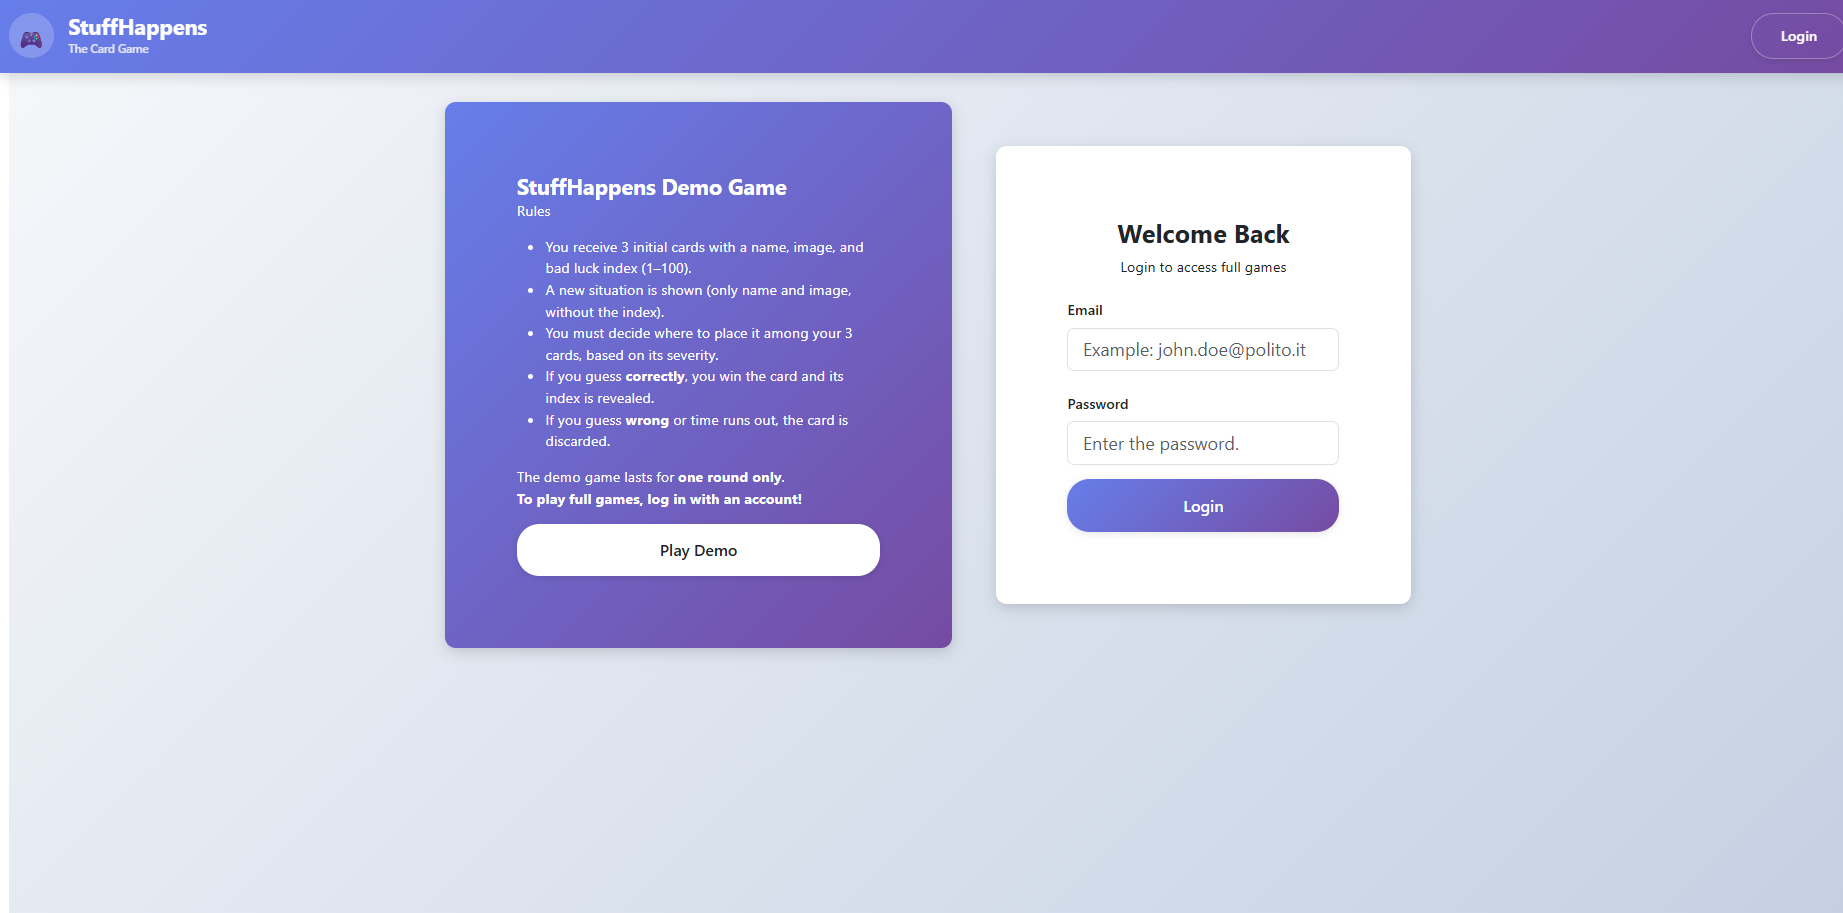 StuffHappens
The Card Game
Login
StuffHappens Demo Game
Rules
• You receive 3 initial cards with a name, image, and
bad luck index (1–100).
• A new situation is shown (only name and image,
without the index).
• You must decide where to place it among your 3
cards, based on its severity.
• If you guess correctly, you win the card and its
index is revealed.
• If you guess wrong or time runs out, the card is
discarded.
The demo game lasts for one round only.
To play full games, log in with an account!
Play Demo
Welcome Back
Login to access full games
Email
Example: john.doe@polito.it
Password
Enter the password.
Login